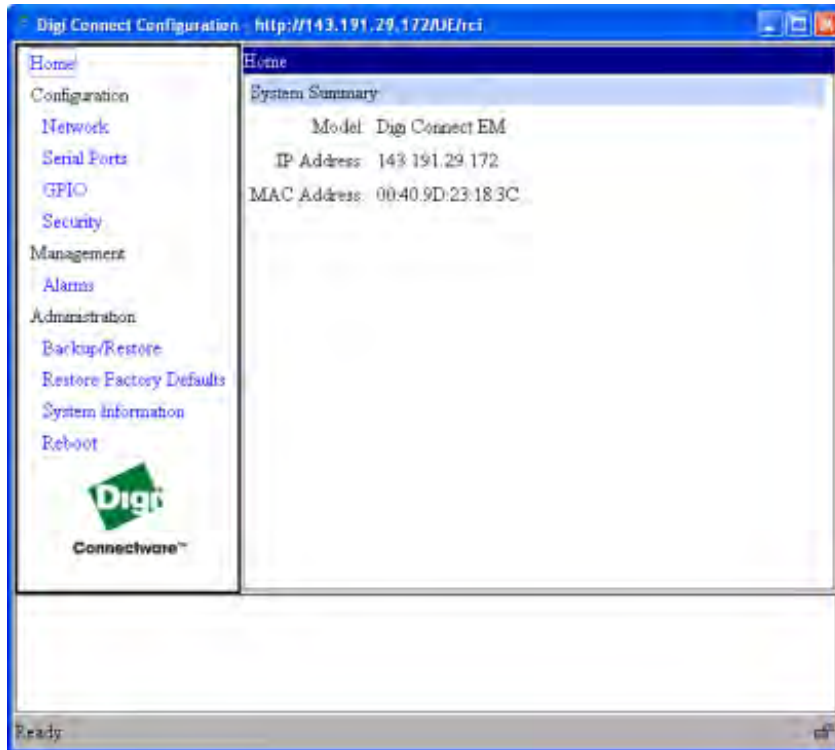 Digi Connect Configuration - http://143.191.29.172/UE/rci
Home
Configuration
Network
Serial Ports
GPIO
Security
Management
Alarms
Administration
Backup/Restore
Restore Factory Defaults
System Information
Reboot
Digi
Connectware™
Home
System Summary
Model: Digi Connect EM
IP Address: 143.191.29.172
MAC Address: 00:40:9D:23:18:3C
Ready